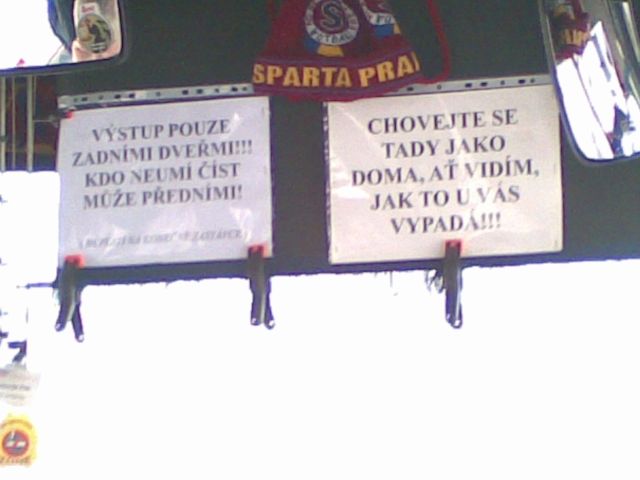 SPARTA PRA
VÝSTUP POUZE
ZADNÍMI DVEŘMI!!!
KDO NEUMÍ ČÍST
MŮŽE PŘEDNÍMI!
CHOVEJTE SE
TADY JAKO
DOMA, AŤ VIDÍM,
JAK TO U VÁS
VYPADÁ!!!